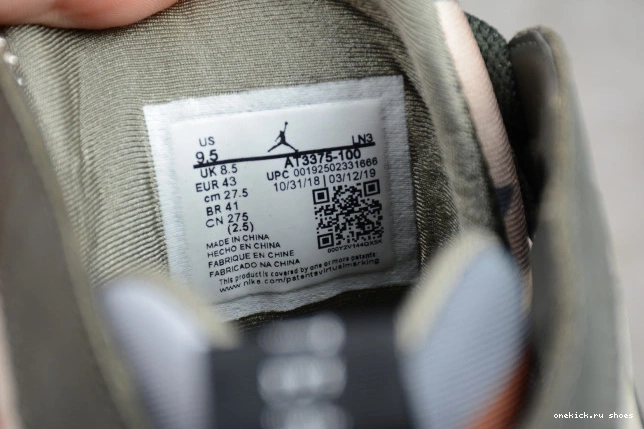 US
9.5
LN3
UK 8.5
AT3375-100
EUR 43
UPC 00192502331666
cm 27.5
10/31/18 | 03/12/19
BR 41
CN 275
(2.5)
MADE IN CHINA
HECHO EN CHINA
FABRIQUE EN CHINE
FABRICADO NA CHINA
000Y2V144QX5K
This product is covered by one or more patents
www.nike.com/patentsvirtualmarking
onekick.ru shoes